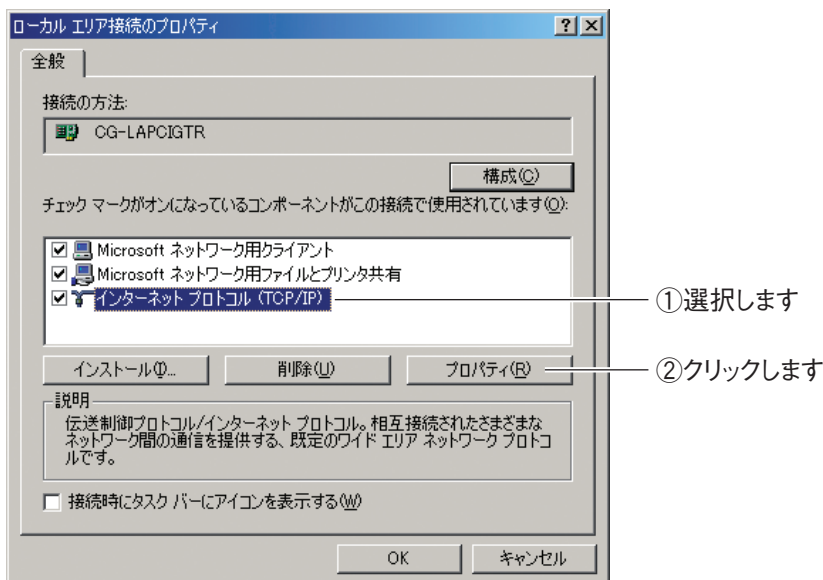 ローカル エリア接続のプロパティ
全般
接続の方法:
CG-LAPCIGTR
構成(C)
チェック マークがオンになっているコンポーネントがこの接続で使用されています(O):
Microsoft ネットワーク用クライアント
Microsoft ネットワーク用ファイルとプリンタ共有
インターネット プロトコル (TCP/IP)
①選択します
インストール(I)...
削除(U)
プロパティ(R)
②クリックします
説明
伝送制御プロトコル/インターネット プロトコル。相互接続されたさまざまな
ネットワーク間の通信を提供する、既定のワイド エリア ネットワーク プロトコ
ルです。
接続時にタスク バーにアイコンを表示する(W)
OK
キャンセル